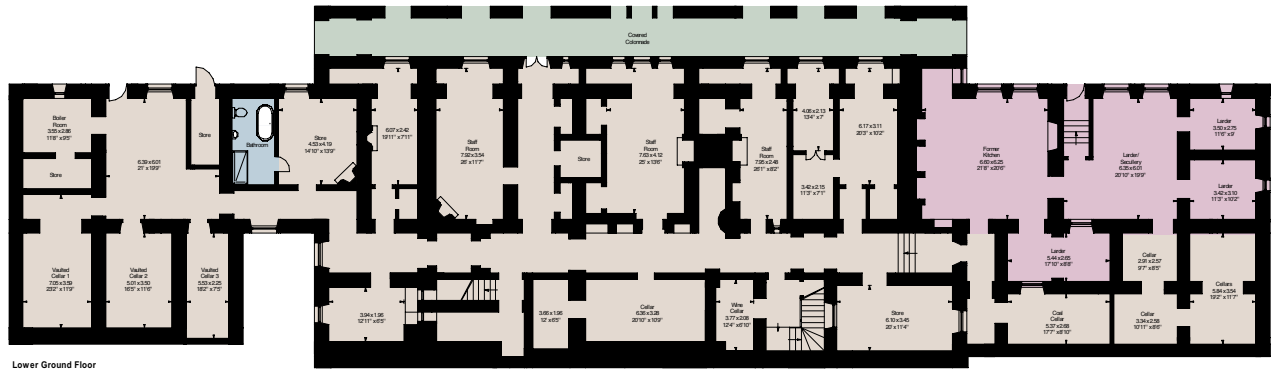 Covered
Colonnade
Boiler
Room
3.55 x 2.86
11'8" x 9'5"
Store
6.39 x 6.01
21' x 19'9"
Store
Bathroom
Store
4.53 x 4.19
14'10" x 13'9"
6.07 x 2.42
19'11" x 7'11"
Staff
Room
7.92 x 3.54
26' x 11'7"
Store
Staff
Room
7.63 x 4.12
25' x 13'6"
Staff
Room
7.95 x 2.48
26'1" x 8'2"
4.06 x 2.13
13'4" x 7'
3.42 x 2.15
11'3" x 7'1"
6.17 x 3.11
20'3" x 10'2"
Former
Kitchen
6.60 x 6.25
21'8" x 20'6"
Larder/
Scullery
6.35 x 6.01
20'10" x 19'9"
Larder
3.50 x 2.75
11'6" x 9'
Larder
3.42 x 3.10
11'3" x 10'2"
Vaulted
Cellar 1
7.05 x 3.59
23'2" x 11'9"
Vaulted
Cellar 2
5.01 x 3.50
16'5" x 11'6"
Vaulted
Cellar 3
5.53 x 2.25
18'2" x 7'5"
3.94 x 1.96
12'11" x 6'5"
3.66 x 1.96
12' x 6'5"
Cellar
6.36 x 3.28
20'10" x 10'9"
Wine
Cellar
3.77 x 2.08
12'4" x 6'10"
Store
6.10 x 3.45
20' x 11'4"
Larder
5.44 x 2.65
17'10" x 8'8"
Cellar
2.91 x 2.57
9'7" x 8'5"
Cellars
5.84 x 3.54
19'2" x 11'7"
Coal
Cellar
5.37 x 2.68
17'7" x 8'10"
Cellar
3.34 x 2.58
10'11" x 8'6"
Lower Ground Floor